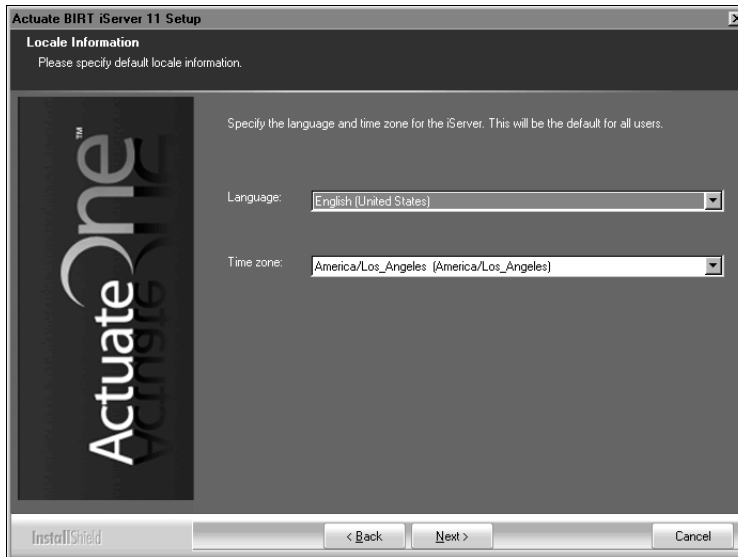 Actuate BIRT iServer 11 Setup
Locale Information
Please specify default locale information.
ActuateOne™
Specify the language and time zone for the iServer. This will be the default for all users.
Language:
English (United States)
Time zone:
America/Los_Angeles (America/Los_Angeles)
InstallShield
< Back
Next >
Cancel